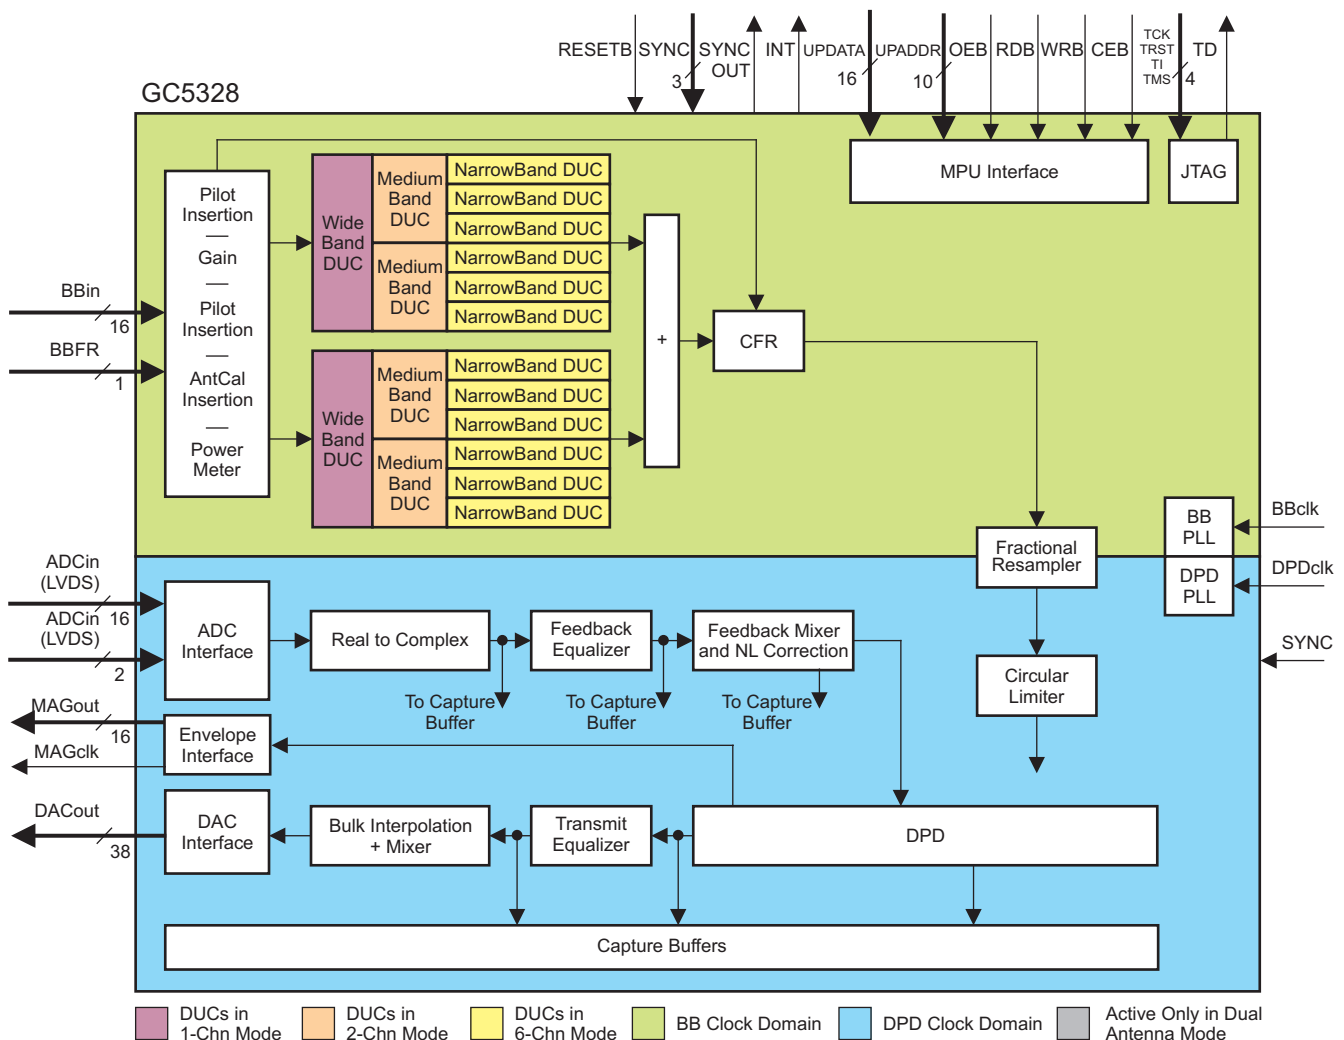 RESETB
SYNC
3
SYNC
OUT
INT
UPDATA
16
UPADDR
10
OEB
RDB
WRB
CEB
TCK
TRST
TI
TMS
4
TD
GC5328
MPU Interface
JTAG
Pilot
Insertion
—
Gain
—
Pilot
Insertion
—
AntCal
Insertion
—
Power
Meter
BBin
16
BBFR
1
Wide
Band
DUC
Medium
Band
DUC
Medium
Band
DUC
NarrowBand DUC
NarrowBand DUC
NarrowBand DUC
NarrowBand DUC
NarrowBand DUC
NarrowBand DUC
Wide
Band
DUC
Medium
Band
DUC
Medium
Band
DUC
NarrowBand DUC
NarrowBand DUC
NarrowBand DUC
NarrowBand DUC
NarrowBand DUC
NarrowBand DUC
+
CFR
BB
PLL
BBclk
Fractional
Resampler
DPD
PLL
DPDclk
SYNC
ADCin
(LVDS)
16
ADCin
(LVDS)
2
ADC
Interface
Real to Complex
Feedback
Equalizer
Feedback Mixer
and NL Correction
To Capture
Buffer
To Capture
Buffer
To Capture
Buffer
Circular
Limiter
MAGout
16
MAGclk
Envelope
Interface
DACout
38
DAC
Interface
Bulk Interpolation
+ Mixer
Transmit
Equalizer
DPD
Capture Buffers
DUCs in
1-Chn Mode
DUCs in
2-Chn Mode
DUCs in
6-Chn Mode
BB Clock Domain
DPD Clock Domain
Active Only in Dual
Antenna Mode